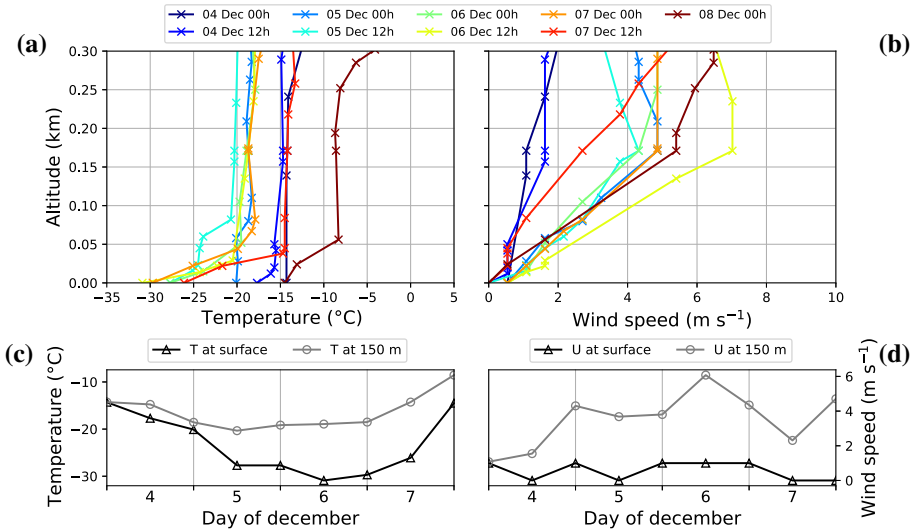 04 Dec 00h 05 Dec 00h 06 Dec 00h 07 Dec 00h 08 Dec 00h
04 Dec 12h 05 Dec 12h 06 Dec 12h 07 Dec 12h
(a) (b)
Altitude (km)
0.30
0.25
0.20
0.15
0.10
0.05
0.00
−35 −30 −25 −20 −15 −10 −5 0 5
Temperature (°C)
0 2 4 6 8 10
Wind speed (m s⁻¹)
(c) T at surface T at 150 m
Temperature (°C)
−10
−20
−30
4 5 6 7
Day of december
U at surface U at 150 m (d)
Wind speed (m s⁻¹)
6
4
2
0
4 5 6 7
Day of december